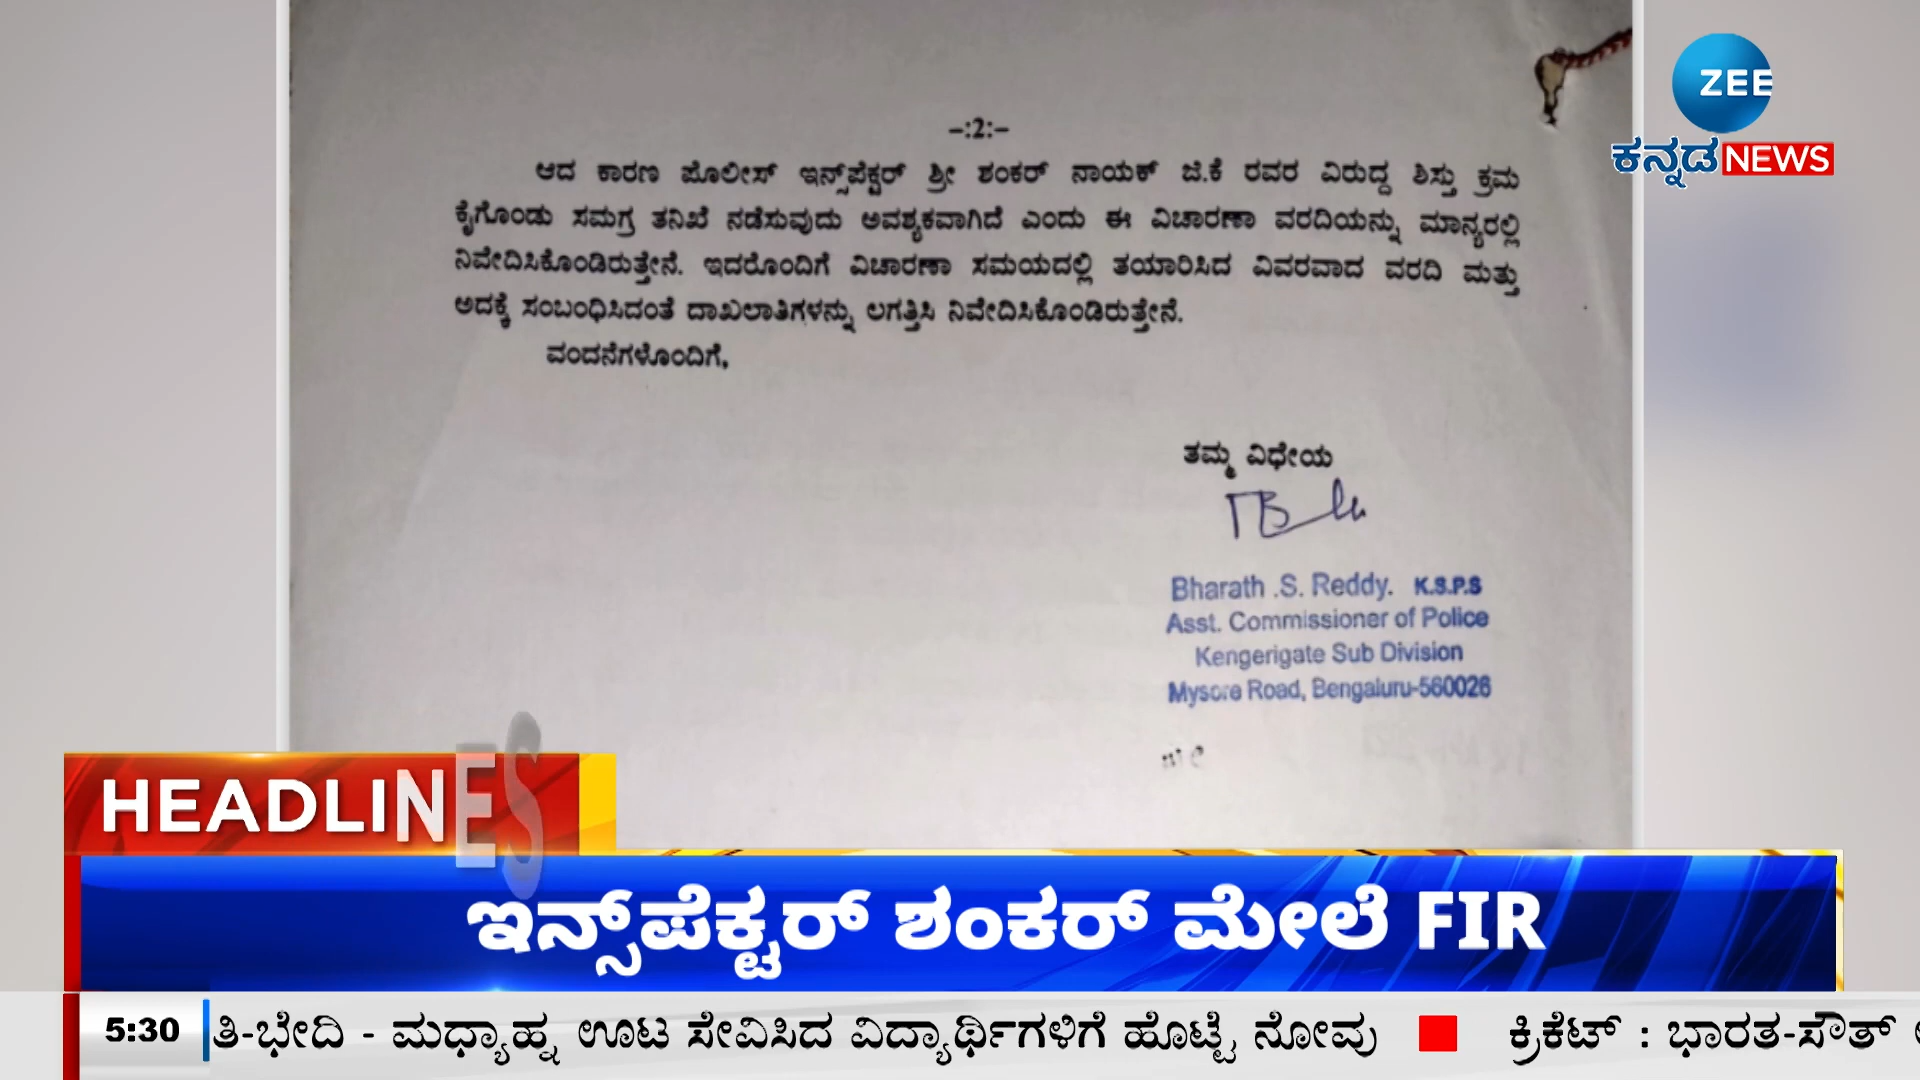 -:2:-
ಆದ ಕಾರಣ ಪೊಲೀಸ್ ಇನ್ಸ್‌ಪೆಕ್ಟರ್ ಶ್ರೀ ಶಂಕರ್ ನಾಯಕ್ ಜಿ.ಕೆ ರವರ ವಿರುದ್ದ ಶಿಸ್ತು ಕ್ರಮ
ಕೈಗೊಂಡು ಸಮಗ್ರ ತನಿಖೆ ನಡೆಸುವುದು ಅವಶ್ಯಕವಾಗಿದೆ ಎಂದು ಈ ವಿಚಾರಣಾ ವರದಿಯನ್ನು ಮಾನ್ಯರಲ್ಲಿ
ನಿವೇದಿಸಿಕೊಂಡಿರುತ್ತೇನೆ. ಇದರೊಂದಿಗೆ ವಿಚಾರಣಾ ಸಮಯದಲ್ಲಿ ತಯಾರಿಸಿದ ವಿವರವಾದ ವರದಿ ಮತ್ತು
ಅದಕ್ಕೆ ಸಂಬಂಧಿಸಿದಂತೆ ದಾಖಲಾತಿಗಳನ್ನು ಲಗತ್ತಿಸಿ ನಿವೇದಿಸಿಕೊಂಡಿರುತ್ತೇನೆ.
ವಂದನೆಗಳೊಂದಿಗೆ,
ತಮ್ಮ ವಿಧೇಯ
Bharath .S. Reddy. K.S.P.S
Asst. Commissioner of Police
Kengerigate Sub Division
Mysore Road, Bengaluru-560026
ZEE
ಕನ್ನಡ NEWS
HEADLINES
ಇನ್ಸ್‌ಪೆಕ್ಟರ್ ಶಂಕರ್ ಮೇಲೆ FIR
5:30 ತಿ-ಭೇದಿ - ಮಧ್ಯಾಹ್ನ ಊಟ ಸೇವಿಸಿದ ವಿದ್ಯಾರ್ಥಿಗಳಿಗೆ ಹೊಟ್ಟೆ ನೋವು ಕ್ರಿಕೆಟ್ : ಭಾರತ-ಸೌತ್